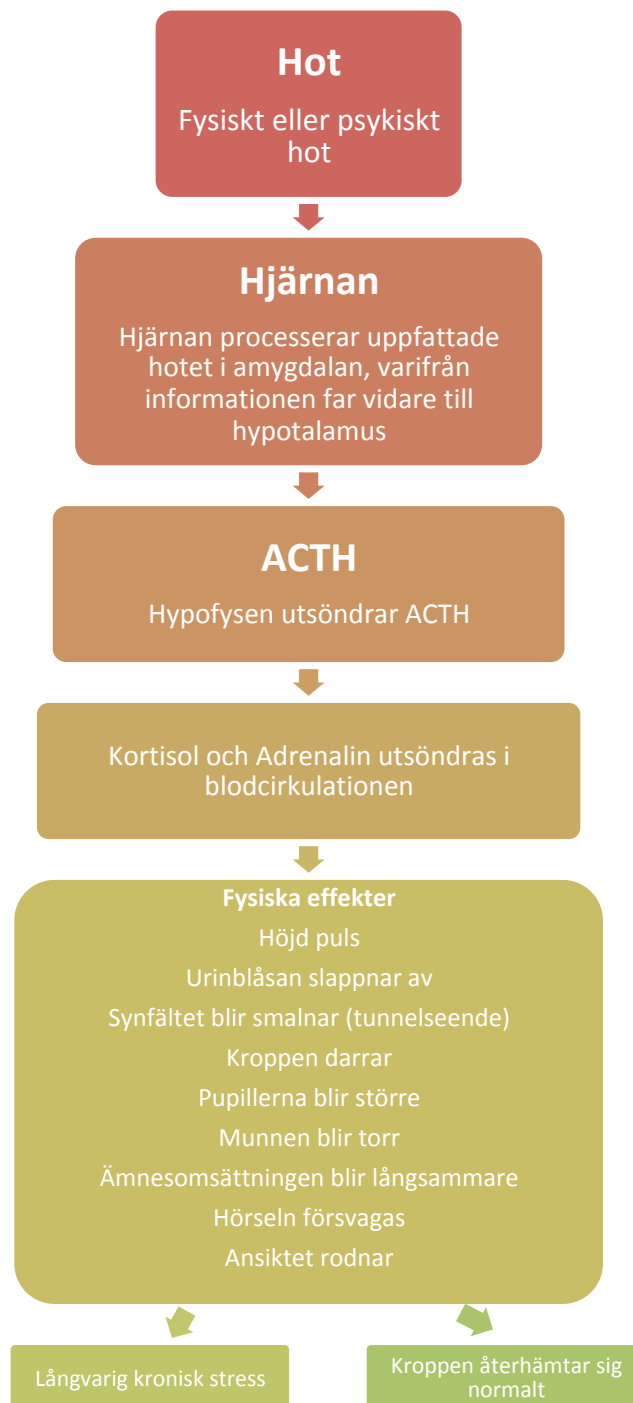 Hot
Fysiskt eller psykiskt
hot
Hjärnan
Hjärnan processerar uppfattade
hotet i amygdalan, varifrån
informationen far vidare till
hypotalamus
ACTH
Hypofysen utsöndrar ACTH
Kortisol och Adrenalin utsöndras i
blodcirkulationen
Fysiska effekter
Höjd puls
Urinblåsan slappnar av
Synfältet blir smalnar (tunnelseende)
Kroppen darrar
Pupillerna blir större
Munnen blir torr
Ämnesomsättningen blir långsammare
Hörseln försvagas
Ansiktet rodnar
Långvarig kronisk stress
Kroppen återhämtar sig
normalt